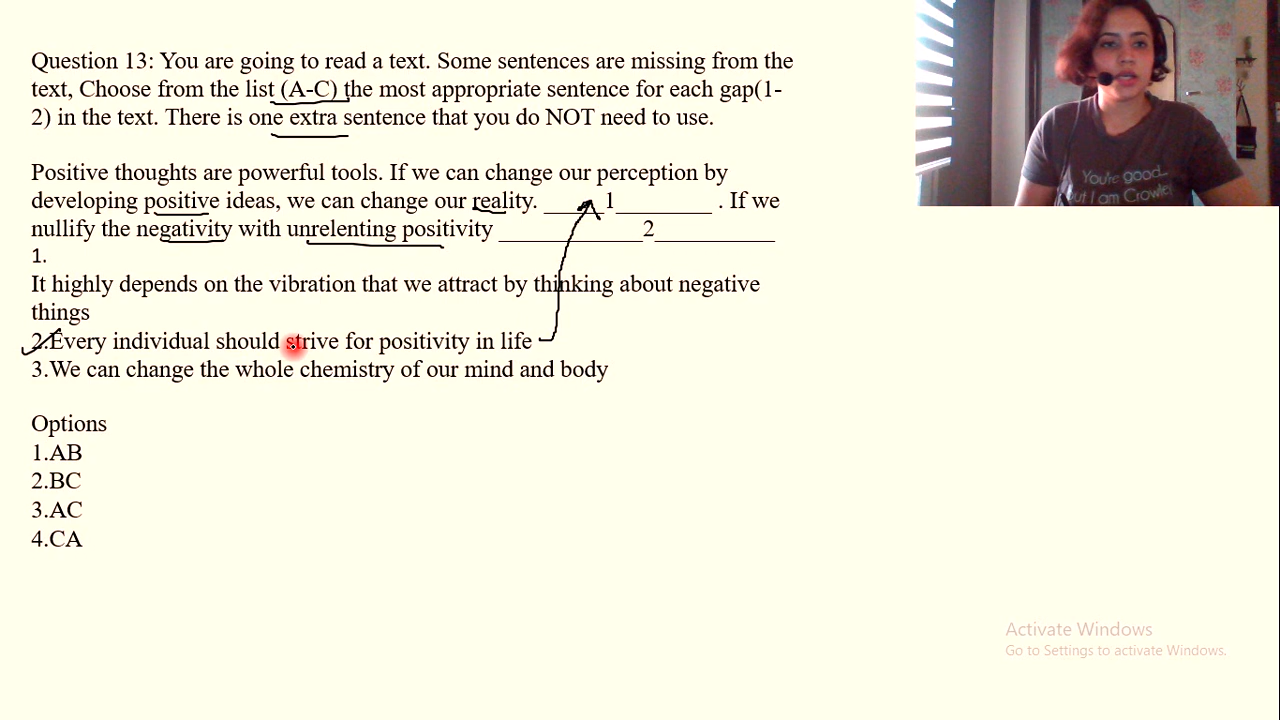 Question 13: You are going to read a text. Some sentences are missing from the
text, Choose from the list (A-C) the most appropriate sentence for each gap(1-
2) in the text. There is one extra sentence that you do NOT need to use.
Positive thoughts are powerful tools. If we can change our perception by
developing positive ideas, we can change our reality. _____1________ . If we
nullify the negativity with unrelenting positivity ____________2__________
1.
It highly depends on the vibration that we attract by thinking about negative
things
2.Every individual should strive for positivity in life
3.We can change the whole chemistry of our mind and body
Options
1.AB
2.BC
3.AC
4.CA
You're good...
but I am Crowley
Activate Windows
Go to Settings to activate Windows.